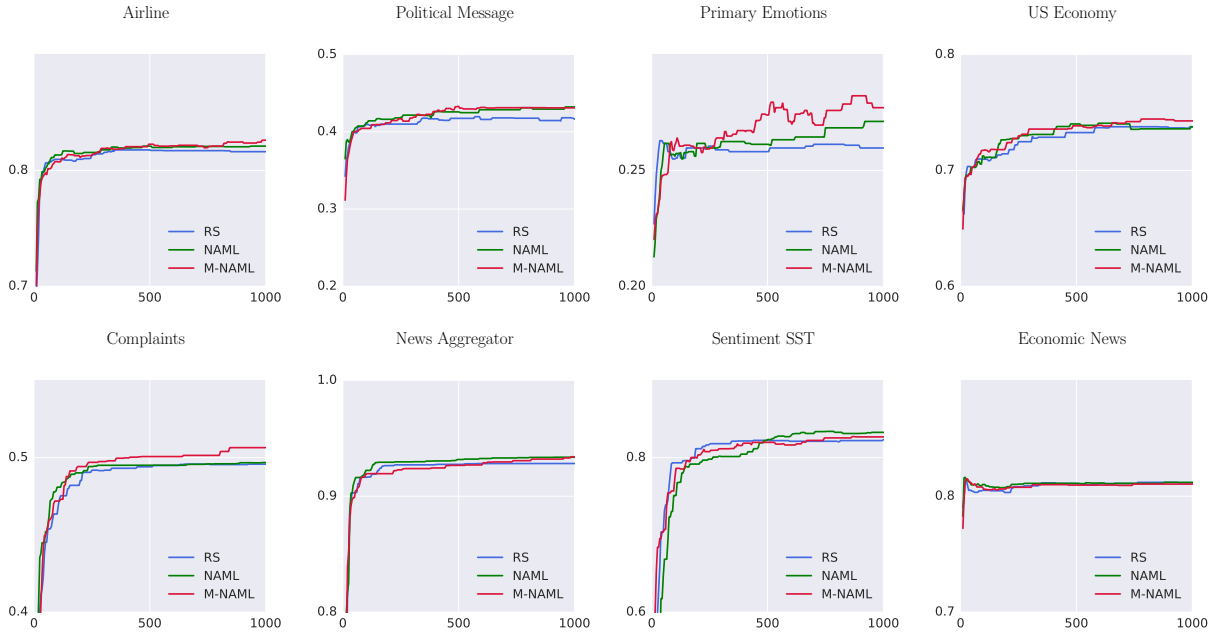 Airline
0.8
0.7
0
500
1000
RS
NAML
M-NAML
Political Message
0.5
0.4
0.3
0.2
0
500
1000
RS
NAML
M-NAML
Primary Emotions
0.25
0.20
0
500
1000
RS
NAML
M-NAML
US Economy
0.8
0.7
0.6
0
500
1000
RS
NAML
M-NAML
Complaints
0.5
0.4
0
500
1000
RS
NAML
M-NAML
News Aggregator
1.0
0.9
0.8
0
500
1000
RS
NAML
M-NAML
Sentiment SST
0.8
0.6
0
500
1000
RS
NAML
M-NAML
Economic News
0.8
0.7
0
500
1000
RS
NAML
M-NAML